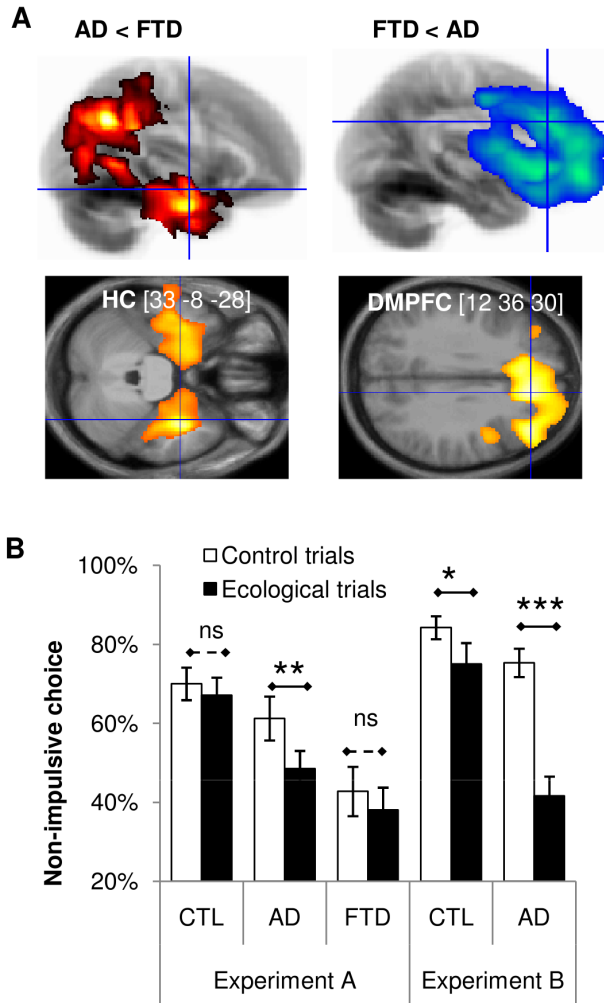 A
AD < FTD
FTD < AD
HC [33 -8 -28]
DMPFC [12 36 30]
B
Control trials
Ecological trials
100%
80%
60%
40%
20%
Non-impulsive choice
ns
**
ns
*
***
CTL
AD
FTD
CTL
AD
Experiment A
Experiment B